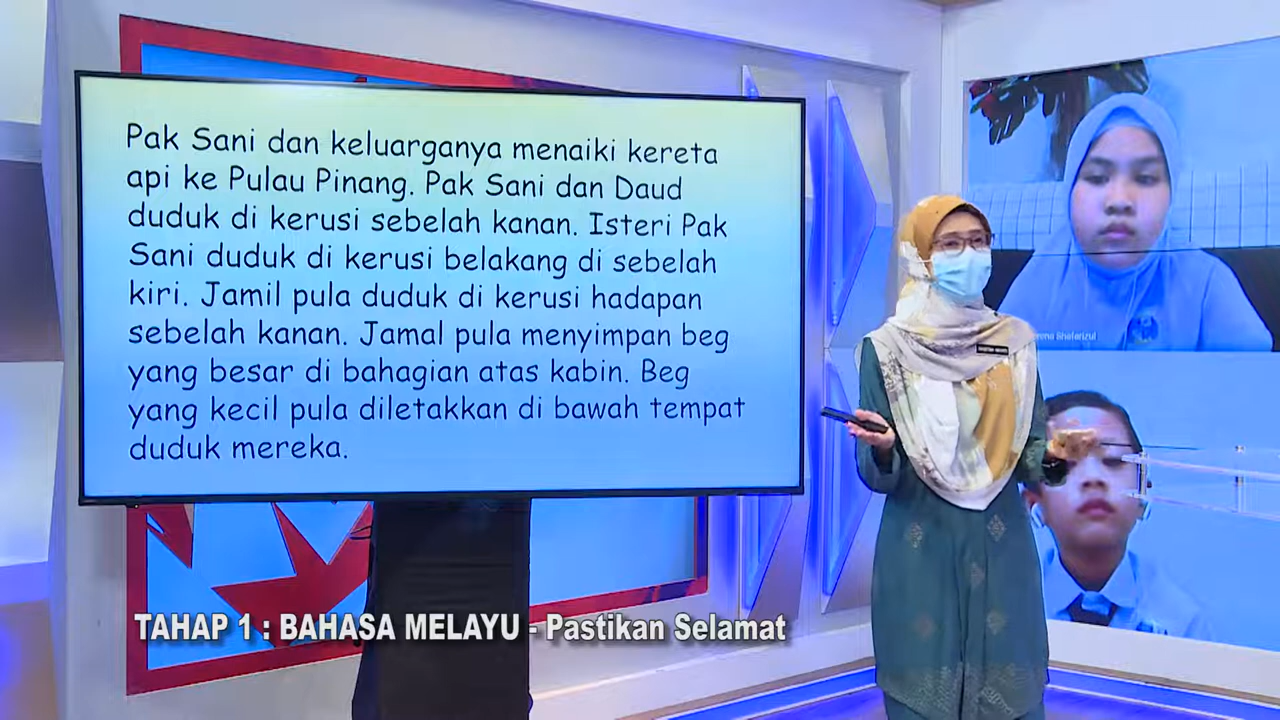 Pak Sani dan keluarganya menaiki kereta
api ke Pulau Pinang. Pak Sani dan Daud
duduk di kerusi sebelah kanan. Isteri Pak
Sani duduk di kerusi belakang di sebelah
kiri. Jamil pula duduk di kerusi hadapan
sebelah kanan. Jamal pula menyimpan beg
yang besar di bahagian atas kabin. Beg
yang kecil pula diletakkan di bawah tempat
duduk mereka.
Shafarizul
TAHAP 1 : BAHASA MELAYU - Pastikan Selamat